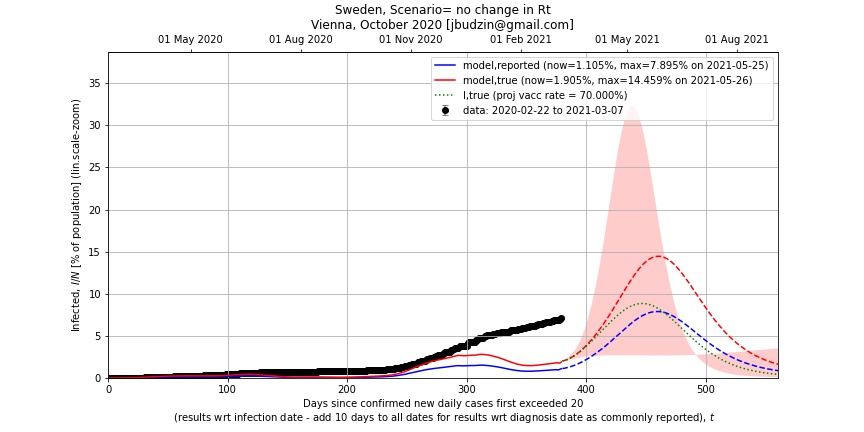 Sweden, Scenario= no change in Rt
Vienna, October 2020 [jbudzin@gmail.com]
01 May 2020 01 Aug 2020 01 Nov 2020 01 Feb 2021 01 May 2021 01 Aug 2021
model,reported (now=1.105%, max=7.895% on 2021-05-25)
model,true (now=1.905%, max=14.459% on 2021-05-26)
I,true (proj vacc rate = 70.000%)
data: 2020-02-22 to 2021-03-07
Infected, I/N [% of population] (lin.scale-zoom)
35
30
25
20
15
10
5
0
0 100 200 300 400 500
Days since confirmed new daily cases first exceeded 20
(results wrt infection date - add 10 days to all dates for results wrt diagnosis date as commonly reported), t